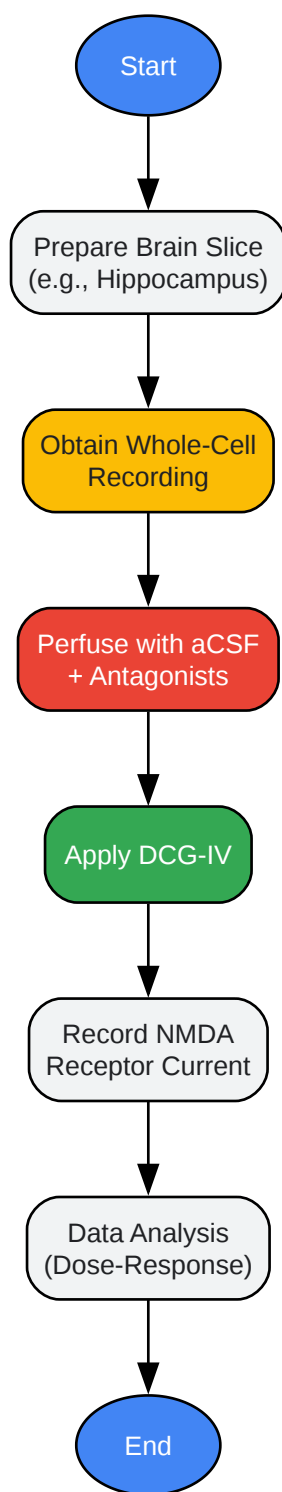 Start
Prepare Brain Slice
(e.g., Hippocampus)
Obtain Whole-Cell
Recording
Perfuse with aCSF
+ Antagonists
Apply DCG-IV
Record NMDA
Receptor Current
Data Analysis
(Dose-Response)
End